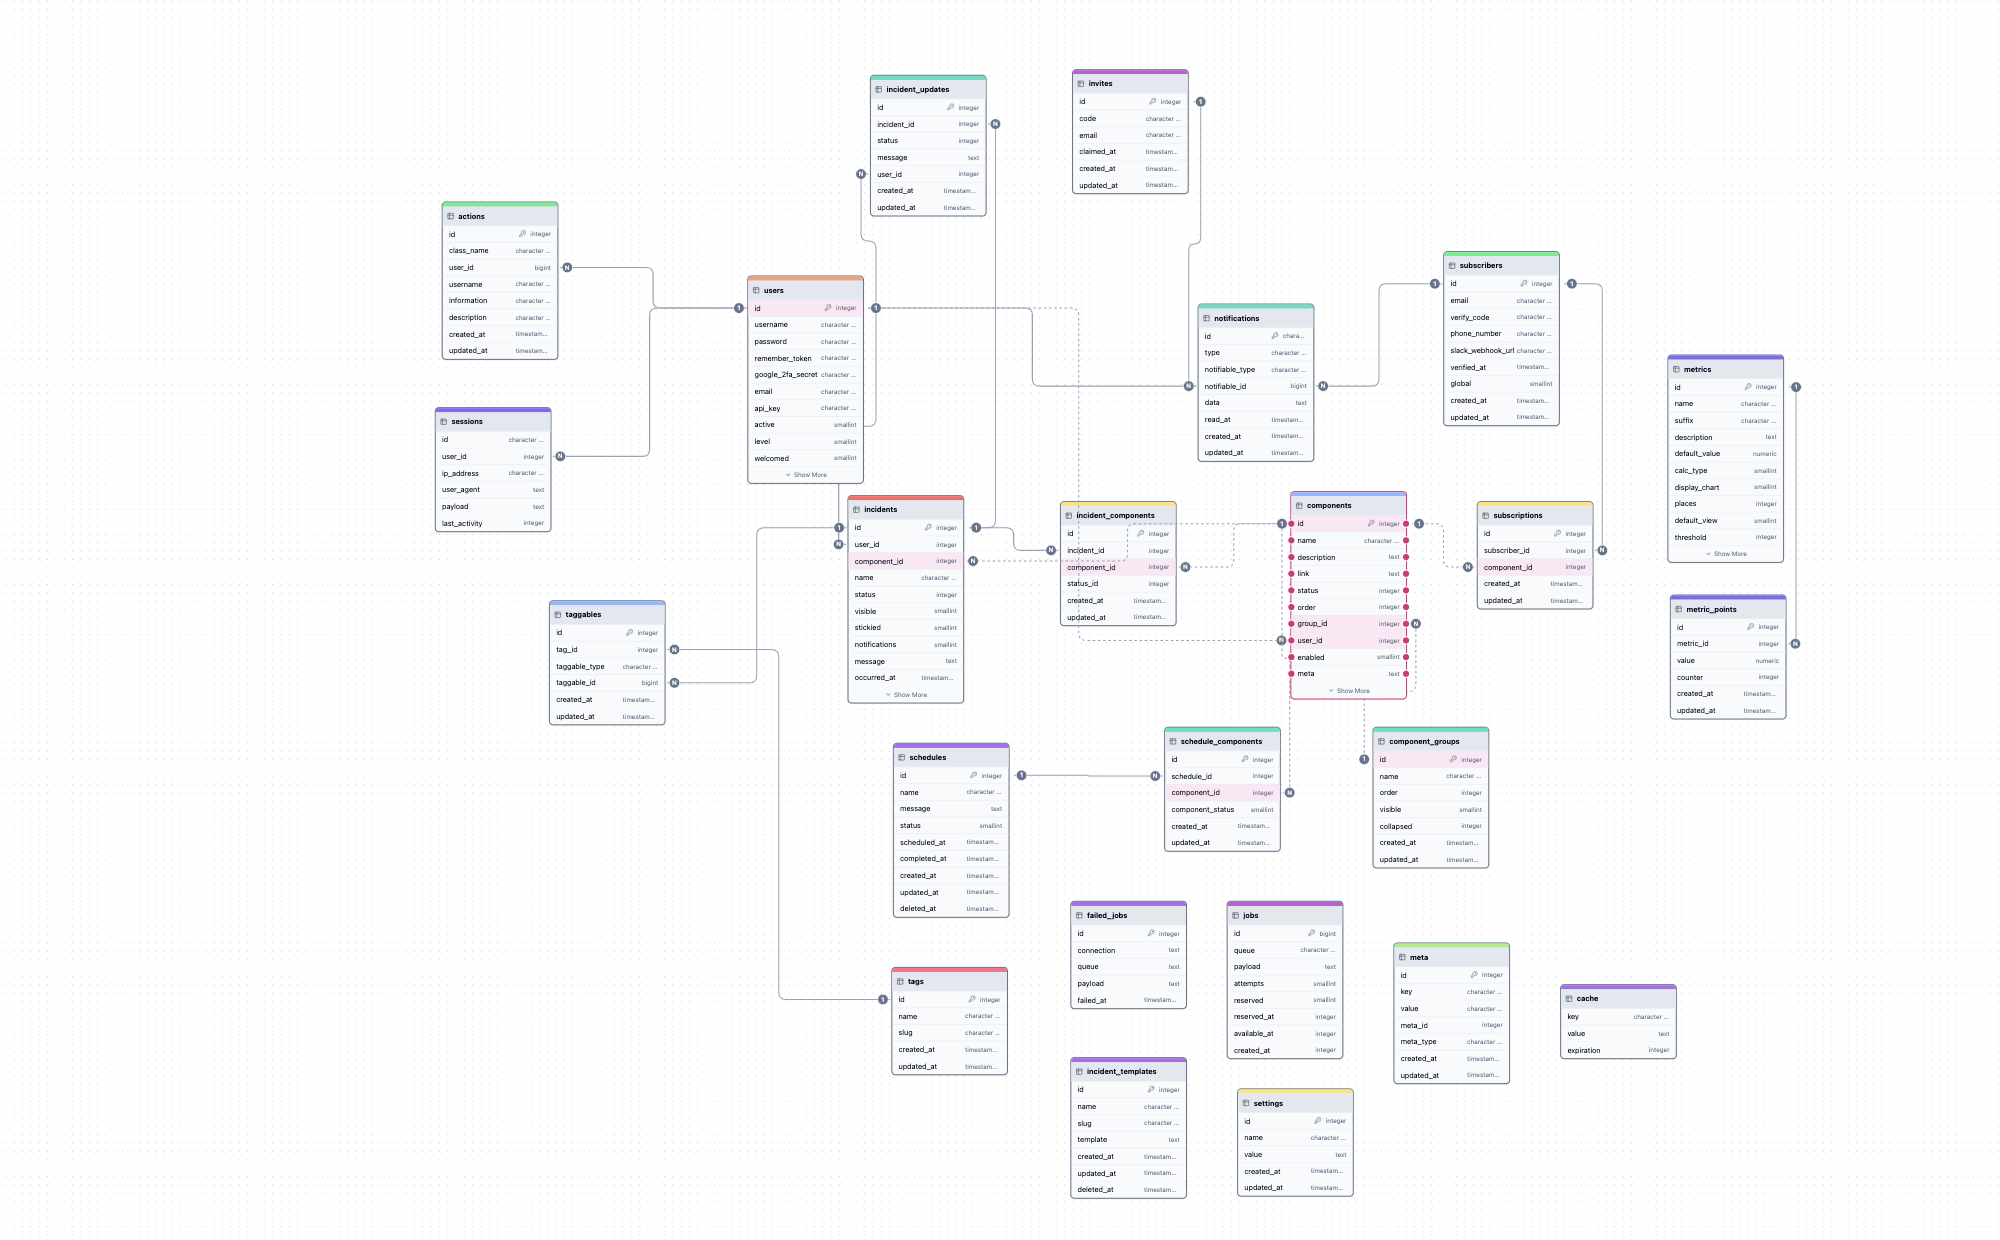 incident_updates
id integer
incident_id integer
status integer
message text
user_id integer
created_at timestam...
updated_at timestam...
invites
id integer
code character ...
email character ...
claimed_at timestam...
created_at timestam...
updated_at timestam...
actions
id integer
class_name character ...
user_id bigint
username character ...
information character ...
description character ...
created_at timestam...
updated_at timestam...
users
id integer
username character ...
password character ...
remember_token character ...
google_2fa_secret character ...
email character ...
api_key character ...
active smallint
level smallint
welcomed smallint
Show More
notifications
id chara...
type character ...
notifiable_type character ...
notifiable_id bigint
data text
read_at timestam...
created_at timestam...
updated_at timestam...
subscribers
id integer
email character ...
verify_code character ...
phone_number character ...
slack_webhook_url character ...
verified_at timestam...
global smallint
created_at timestam...
updated_at timestam...
metrics
id integer
name character ...
suffix character ...
description text
default_value numeric
calc_type smallint
display_chart smallint
places integer
default_view smallint
threshold integer
Show More
sessions
id character ...
user_id integer
ip_address character ...
user_agent text
payload text
last_activity integer
incidents
id integer
user_id integer
component_id integer
name character ...
status integer
visible smallint
stickied smallint
notifications smallint
message text
occurred_at timestam...
Show More
incident_components
id integer
incident_id integer
component_id integer
status_id integer
created_at timestam...
updated_at timestam...
components
id integer
name character ...
description text
link text
status integer
order integer
group_id integer
user_id integer
enabled smallint
meta text
Show More
subscriptions
id integer
subscriber_id integer
component_id integer
created_at timestam...
updated_at timestam...
metric_points
id integer
metric_id integer
value numeric
counter integer
created_at timestam...
updated_at timestam...
taggables
id integer
tag_id integer
taggable_type character ...
taggable_id bigint
created_at timestam...
updated_at timestam...
schedules
id integer
name character ...
message text
status smallint
scheduled_at timestam...
completed_at timestam...
created_at timestam...
updated_at timestam...
deleted_at timestam...
schedule_components
id integer
schedule_id integer
component_id integer
component_status smallint
created_at timestam...
updated_at timestam...
component_groups
id integer
name character ...
order integer
visible smallint
collapsed integer
created_at timestam...
updated_at timestam...
failed_jobs
id integer
connection text
queue text
payload text
failed_at timestam...
jobs
id bigint
queue character ...
payload text
attempts smallint
reserved smallint
reserved_at integer
available_at integer
created_at integer
meta
id integer
key character ...
value character ...
meta_id integer
meta_type character ...
created_at timestam...
updated_at timestam...
cache
key character ...
value text
expiration integer
tags
id integer
name character ...
slug character ...
created_at timestam...
updated_at timestam...
incident_templates
id integer
name character ...
slug character ...
template text
created_at timestam...
updated_at timestam...
deleted_at timestam...
settings
id integer
name character ...
value text
created_at timestam...
updated_at timestam...